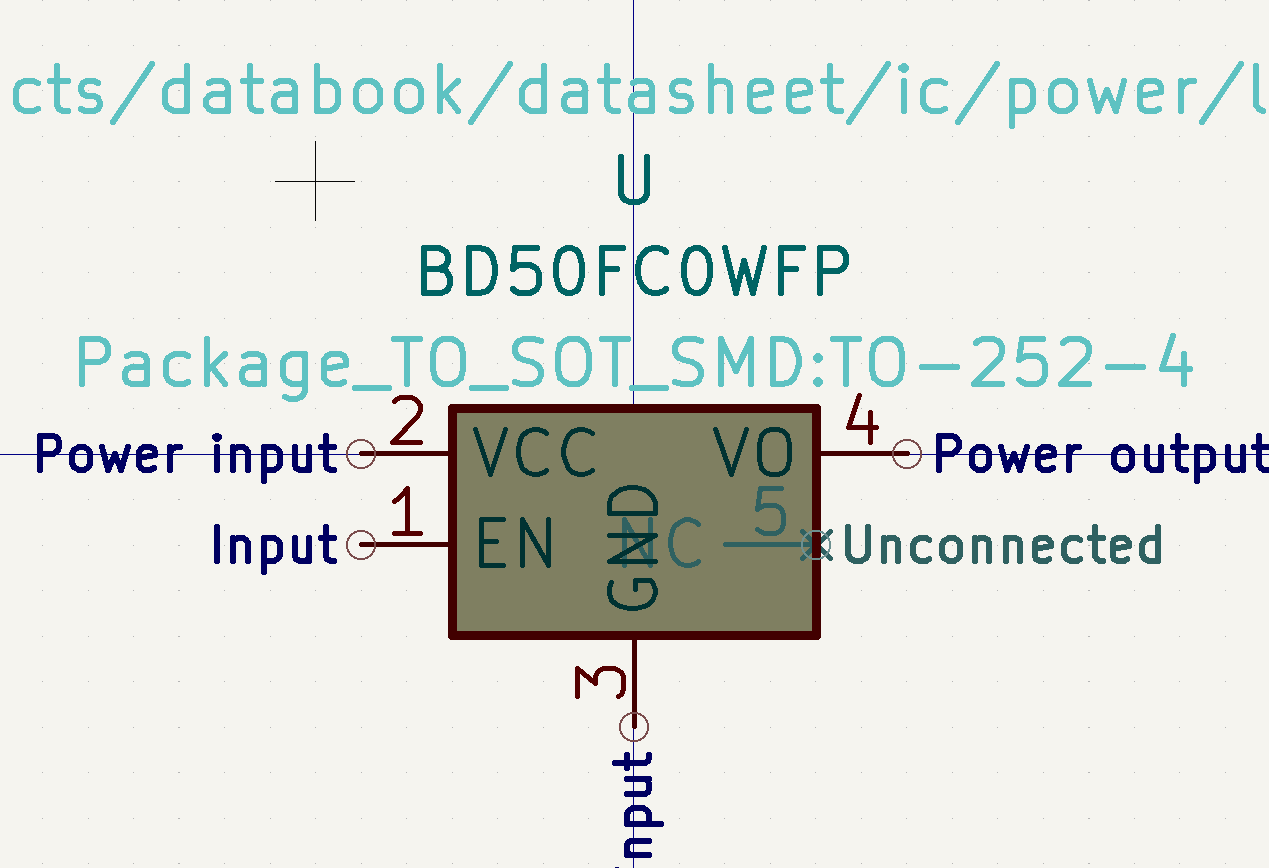 cts/databook/datasheet/ic/power/l
U
BD50FC0WFP
Package_TO_SOT_SMD:TO-252-4
Power input 2 VCC VO 4 Power output
Input 1 EN GND NC 5 Unconnected
3
nput